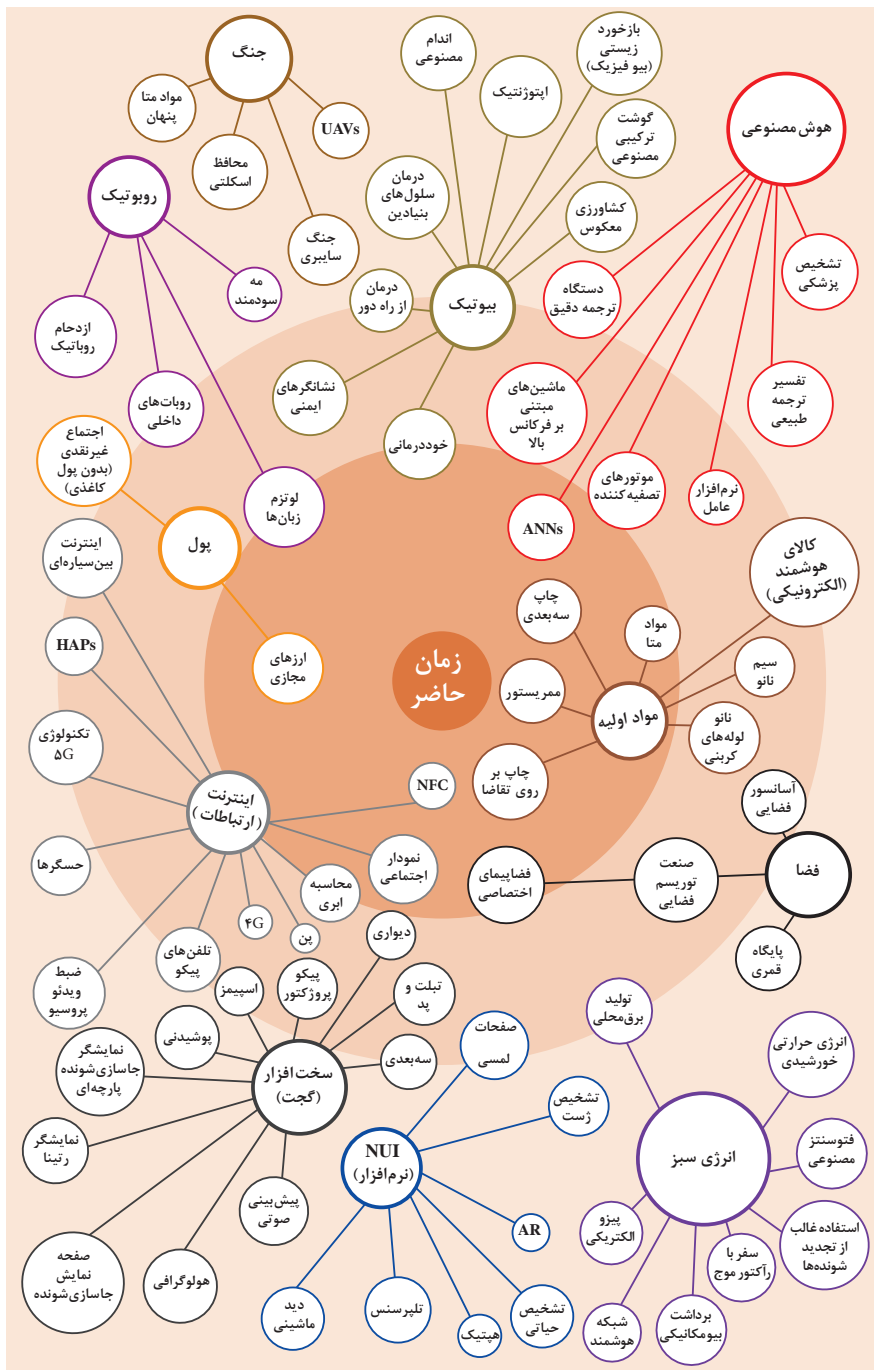 جنگ
مواد متا
پنهان
محافظ
اسکلتی
جنگ
سایبری
UAVs
روبوتیک
ازدحام
روباتیک
روبات‌های
داخلی
لوتزم
زبان‌ها
مه
سودمند
بیوتیک
اندام
مصنوعی
اپتوژنتیک
بازخورد
زیستی
(بیو فیزیک)
گوشت
ترکیبی
مصنوعی
کشاورزی
معکوس
درمان
سلول‌های
بنیادین
درمان
از راه دور
نشانگرهای
ایمنی
خوددرمانی
هوش مصنوعی
تشخیص
پزشکی
تفسیر
ترجمه
طبیعی
نرم‌افزار
عامل
موتورهای
تصفیه کننده
ANNs
ماشین‌های
مبتنی
بر فرکانس
بالا
دستگاه
ترجمه دقیق
پول
اجتماع
غیرنقدی
(بدون پول
کاغذی)
ارزهای
مجازی
زمان
حاضر
مواد اولیه
کالای
هوشمند
(الکترونیکی)
سیم
نانو
نانو
لوله‌های
کربنی
مواد
متا
چاپ
سه‌بعدی
ممریستور
چاپ بر
روی تقاضا
اینترنت
(ارتباطات)
اینترنت
بین‌سیاره‌ای
HAPs
تکنولوژی
۵G
حسگرها
ضبط
ویدئو
پروسیو
تلفن‌های
پیکو
۴G
پن
محاسبه
ابری
نمودار
اجتماعی
NFC
فضا
آسانسور
فضایی
صنعت
توریسم
فضایی
فضاپیمای
اختصاصی
پایگاه
قمری
سخت‌افزار
(گجت)
دیواری
پیکو
پروژکتور
اسپیمز
پوشیدنی
تبلت و
پد
سه‌بعدی
نمایشگر
جاسازی‌شونده
پارچه‌ای
نمایشگر
رتینا
صفحه
نمایش
جاسازی‌شونده
هولوگرافی
پیش‌بینی
صوتی
NUI
(نرم‌افزار)
صفحات
لمسی
تشخیص
ژست
AR
تشخیص
حیاتی
هپتیک
تلپرسنس
دید
ماشینی
انرژی سبز
تولید
برق‌محلی
انرژی حرارتی
خورشیدی
فتوسنتز
مصنوعی
استفاده غالب
از تجدید
شونده‌ها
سفر با
رآکتور موج
برداشت
بیومکانیکی
شبکه
هوشمند
پیزو
الکتریکی